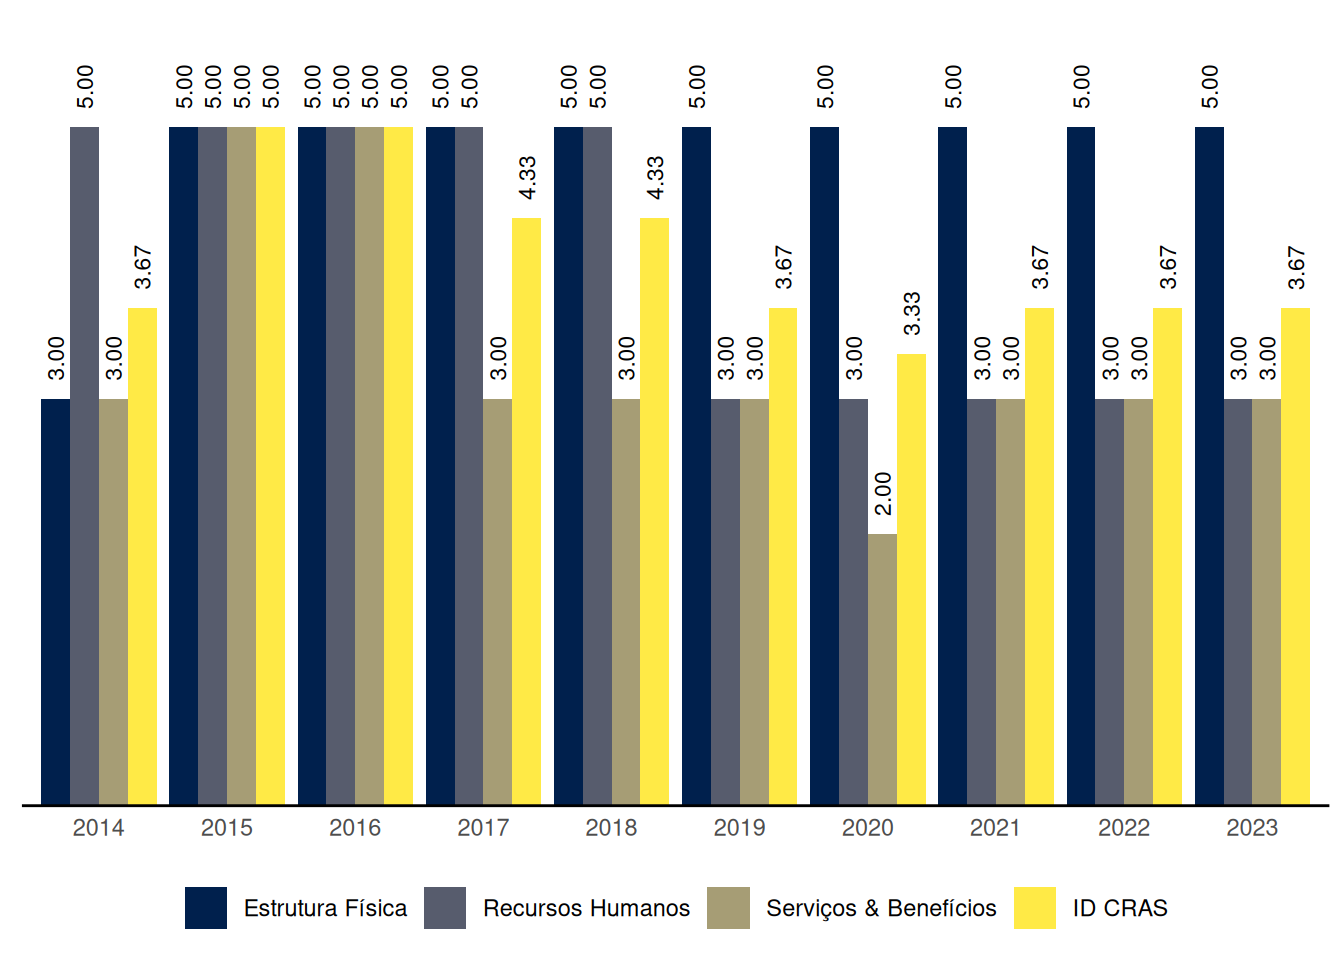 3.00 5.00 3.00 3.67 5.00 5.00 5.00 5.00 5.00 5.00 5.00 5.00 5.00 5.00 3.00 4.33 5.00 5.00 3.00 4.33 5.00 3.00 3.00 3.67 5.00 3.00 2.00 3.33 5.00 3.00 3.00 3.67 5.00 3.00 3.00 3.67 5.00 3.00 3.00 3.67
2014 2015 2016 2017 2018 2019 2020 2021 2022 2023
Estrutura Física Recursos Humanos Serviços & Benefícios ID CRAS